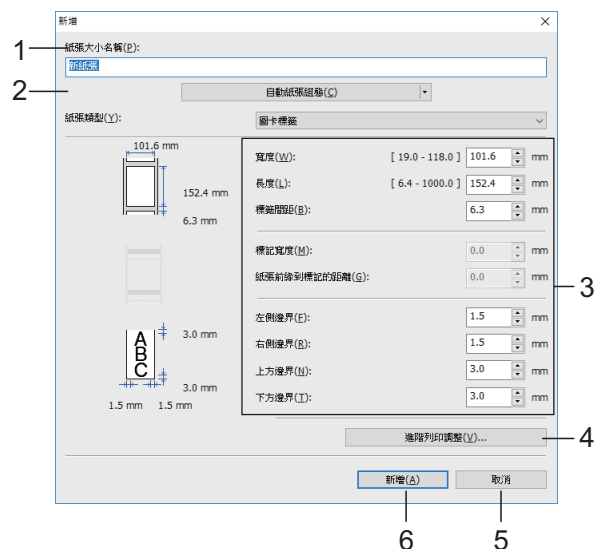 新增
1
紙張大小名稱(P):
新紙張
2
自動紙張組態(C)
紙張類型(Y):
圖卡標籤
101.6 mm
152.4 mm
6.3 mm
寬度(W):
[ 19.0 - 118.0 ]
101.6
mm
長度(L):
[ 6.4 - 1000.0 ]
152.4
mm
標籤間距(B):
6.3
mm
標記寬度(M):
0.0
mm
紙張前緣到標記的距離(G):
0.0
mm
3
左側邊界(F):
1.5
mm
右側邊界(R):
1.5
mm
上方邊界(N):
3.0
mm
下方邊界(T):
3.0
mm
A
B
C
3.0 mm
3.0 mm
1.5 mm
1.5 mm
進階列印調整(V)...
4
新增(A)
取消
6
5